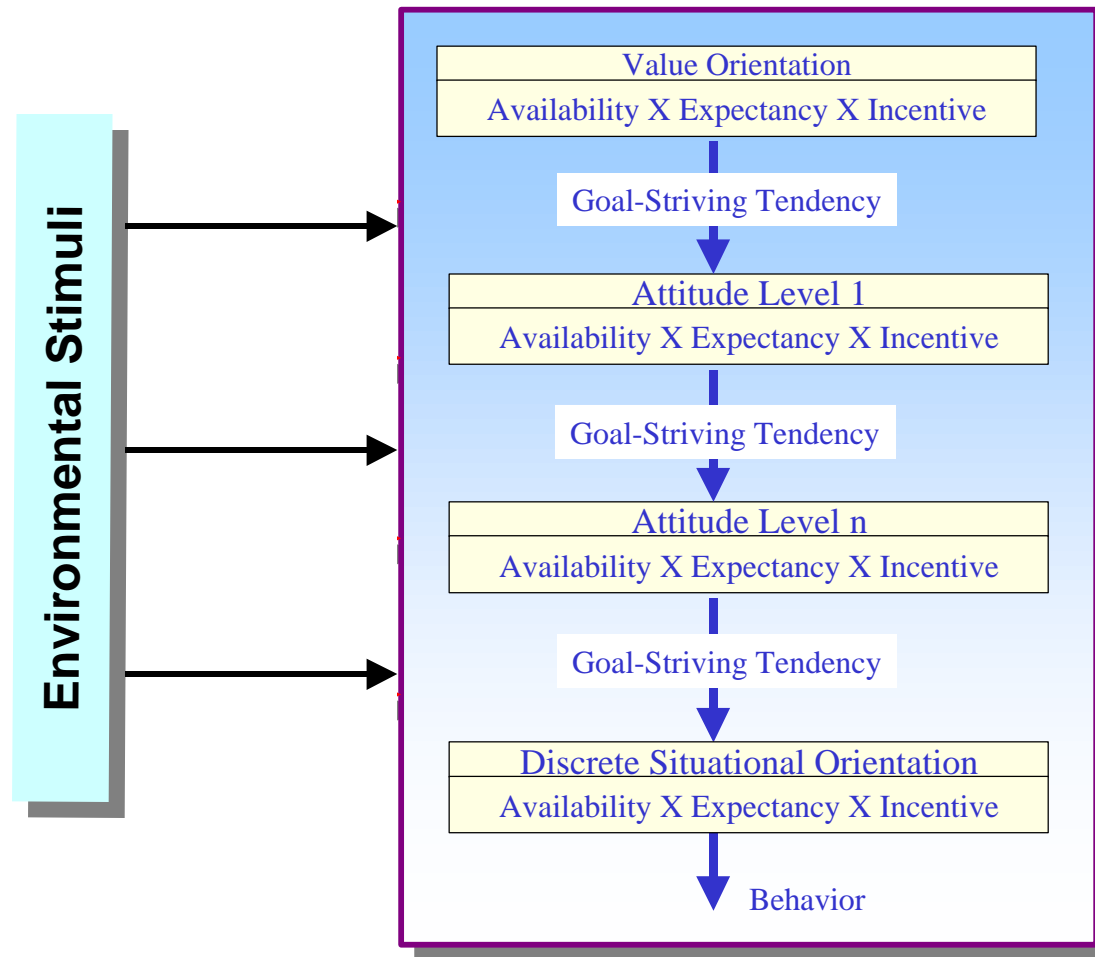 Environmental Stimuli
Value Orientation
Availability X Expectancy X Incentive
Goal-Striving Tendency
Attitude Level 1
Availability X Expectancy X Incentive
Goal-Striving Tendency
Attitude Level n
Availability X Expectancy X Incentive
Goal-Striving Tendency
Discrete Situational Orientation
Availability X Expectancy X Incentive
Behavior